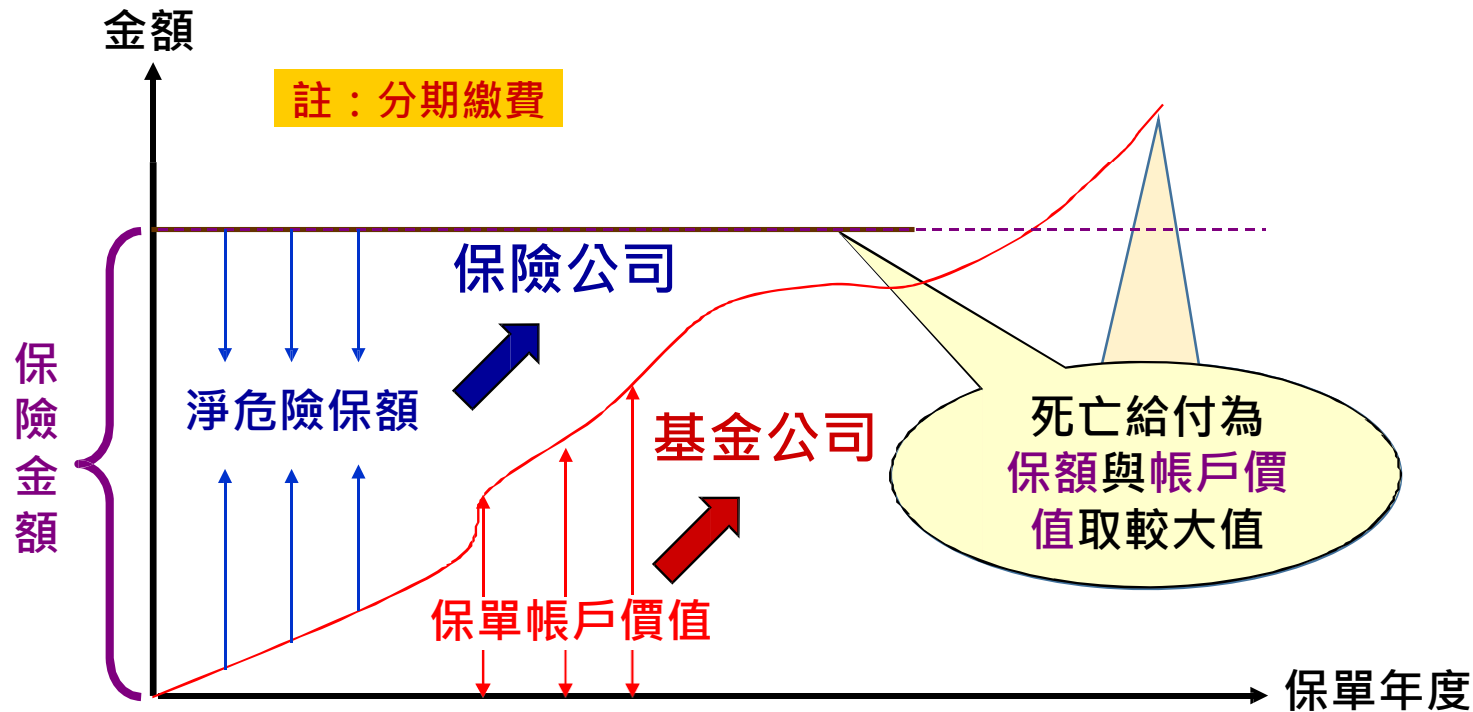 金額
註：分期繳費
保險公司
保險金額
淨危險保額
基金公司
死亡給付為
保額與帳戶價
值取較大值
保單帳戶價值
保單年度